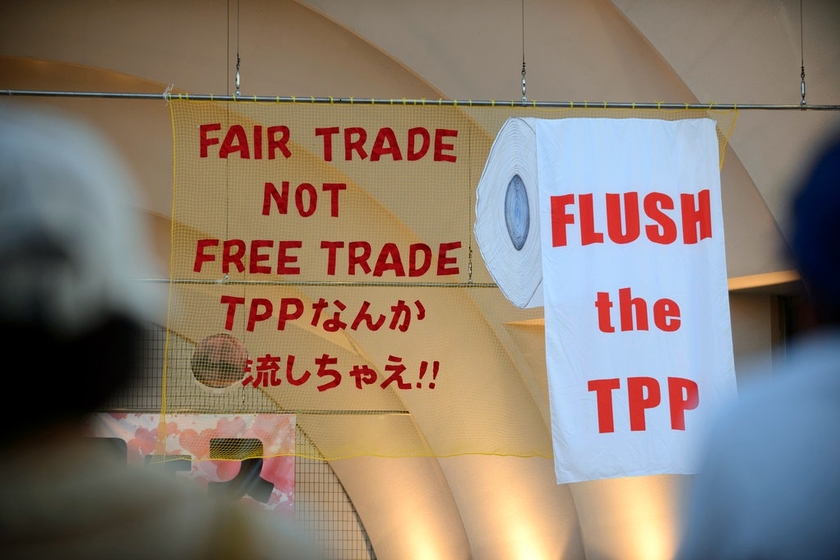 FAIR TRADE
NOT
FREE TRADE
TPPなんか
流しちゃえ!!
FLUSH
the
TPP